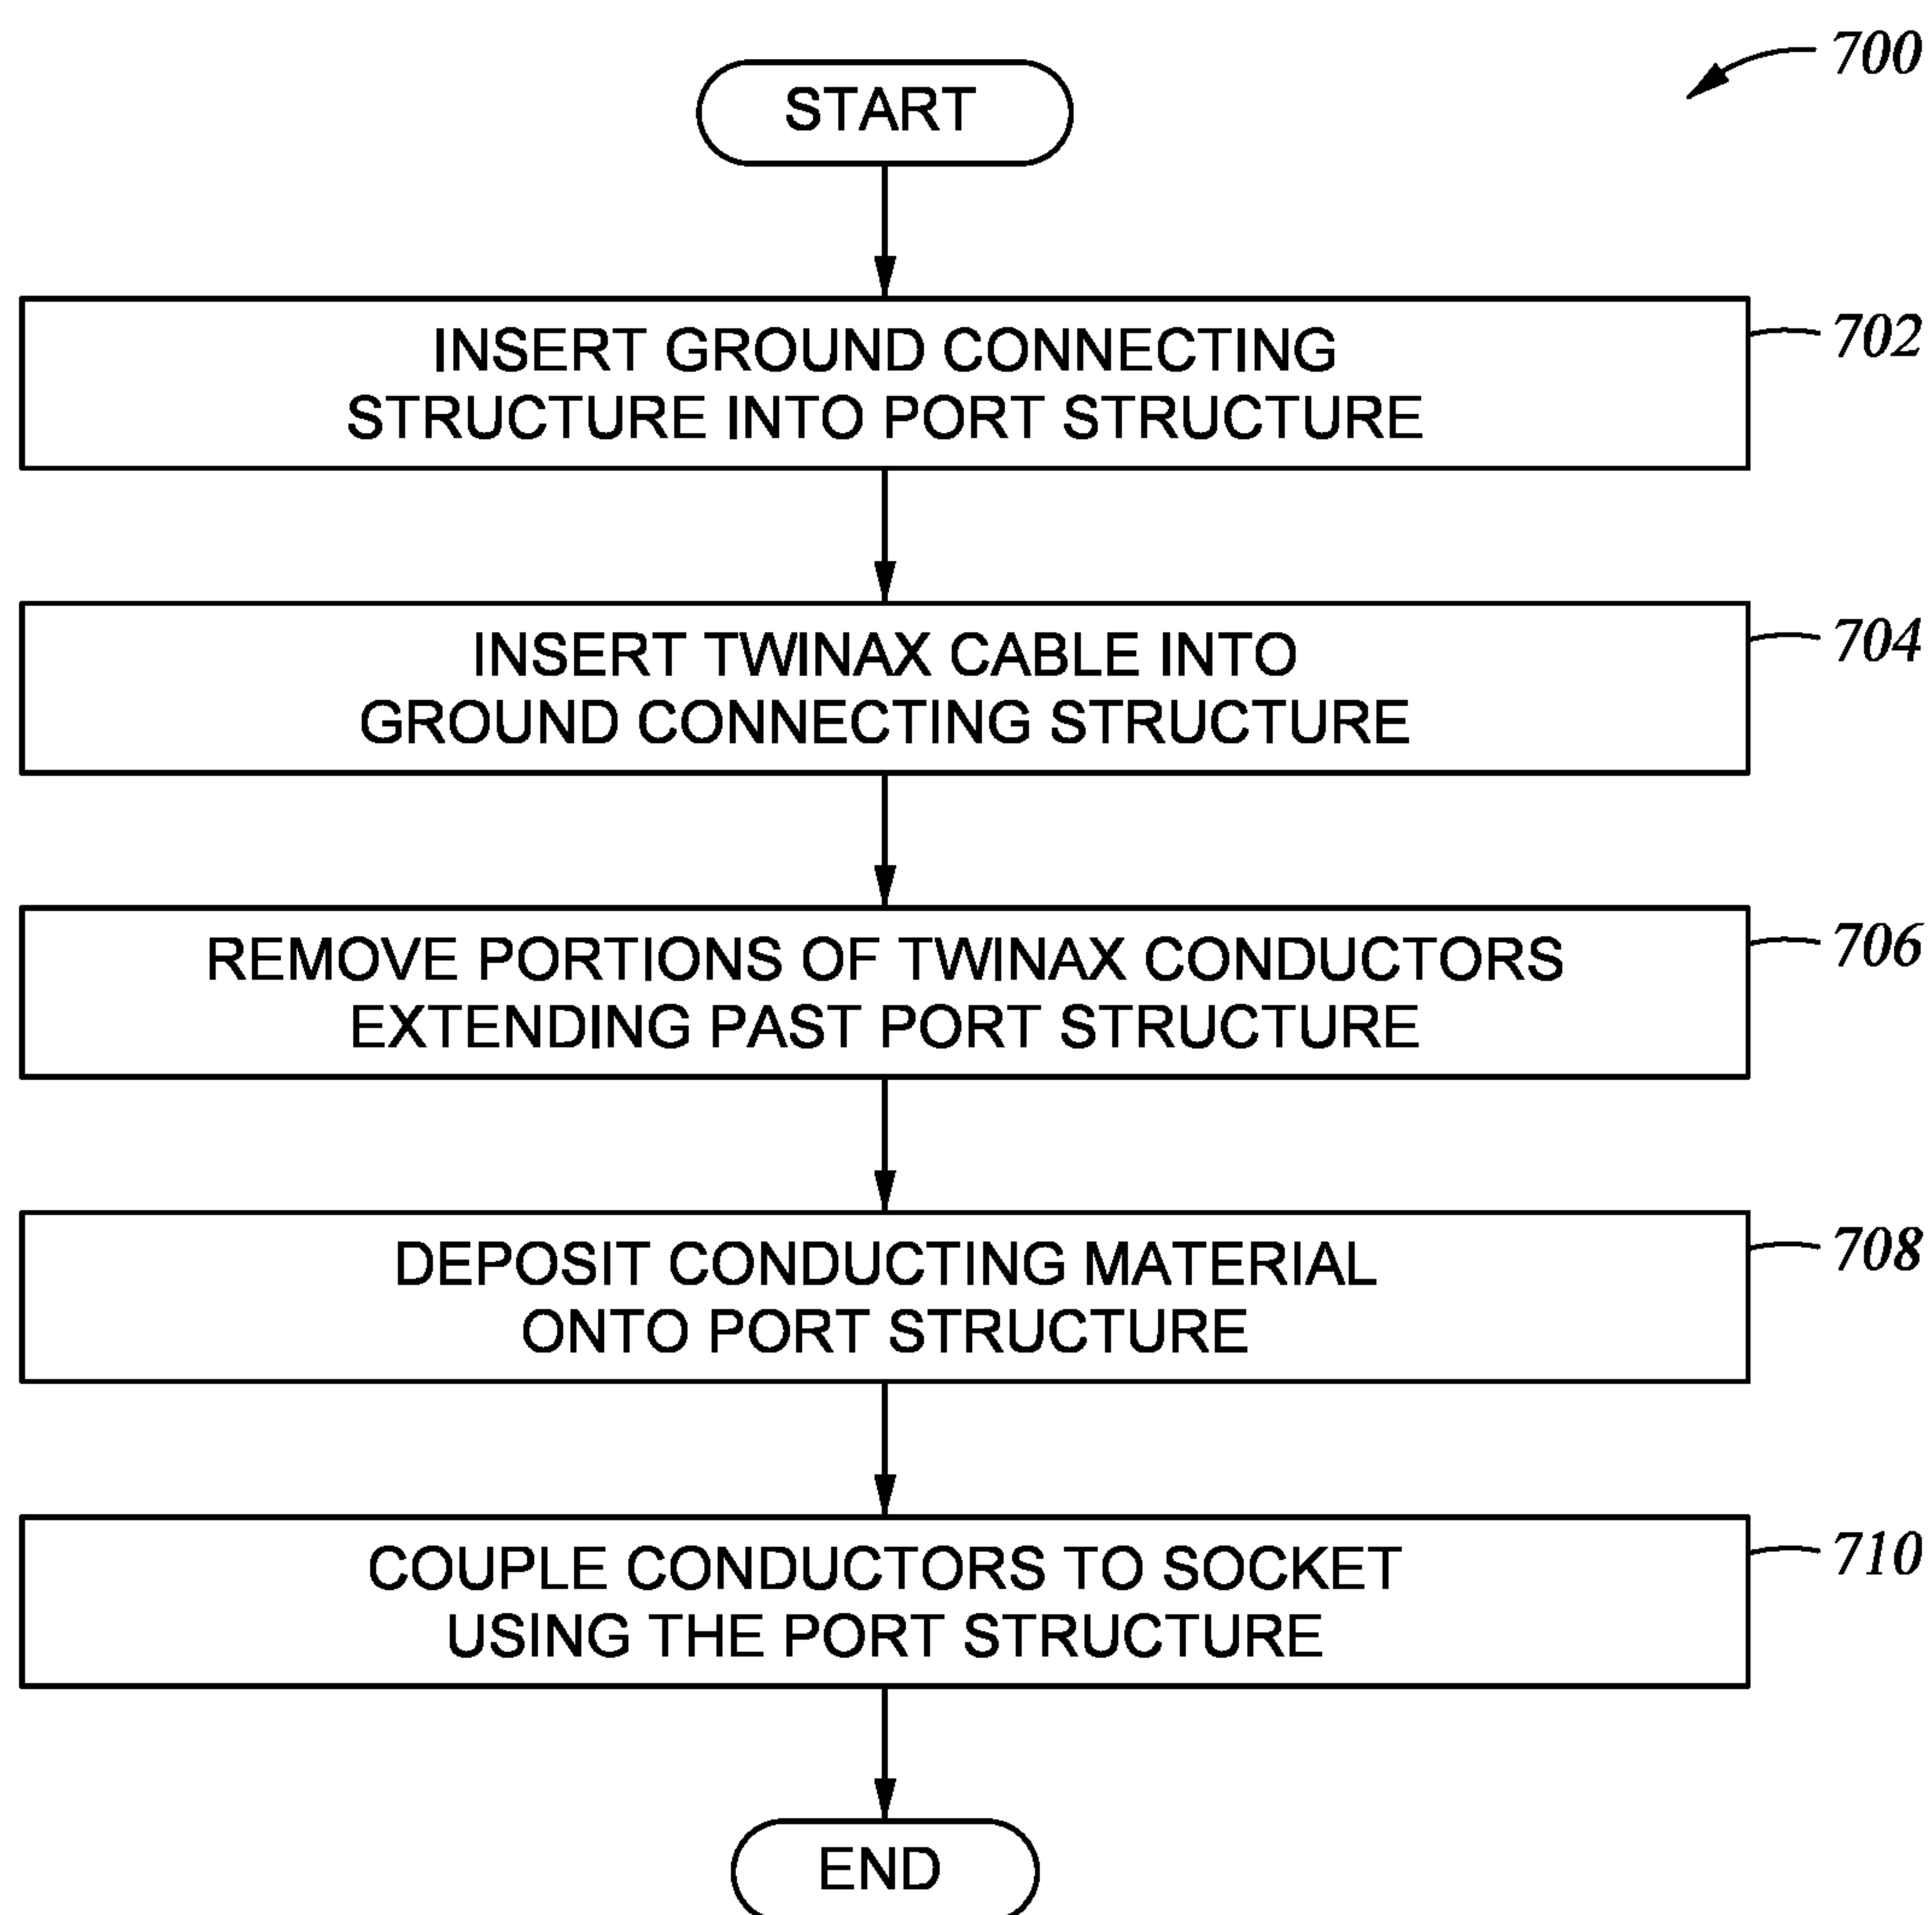 700
START
INSERT GROUND CONNECTING
STRUCTURE INTO PORT STRUCTURE
702
INSERT TWINAX CABLE INTO
GROUND CONNECTING STRUCTURE
704
REMOVE PORTIONS OF TWINAX CONDUCTORS
EXTENDING PAST PORT STRUCTURE
706
DEPOSIT CONDUCTING MATERIAL
ONTO PORT STRUCTURE
708
COUPLE CONDUCTORS TO SOCKET
USING THE PORT STRUCTURE
710
END